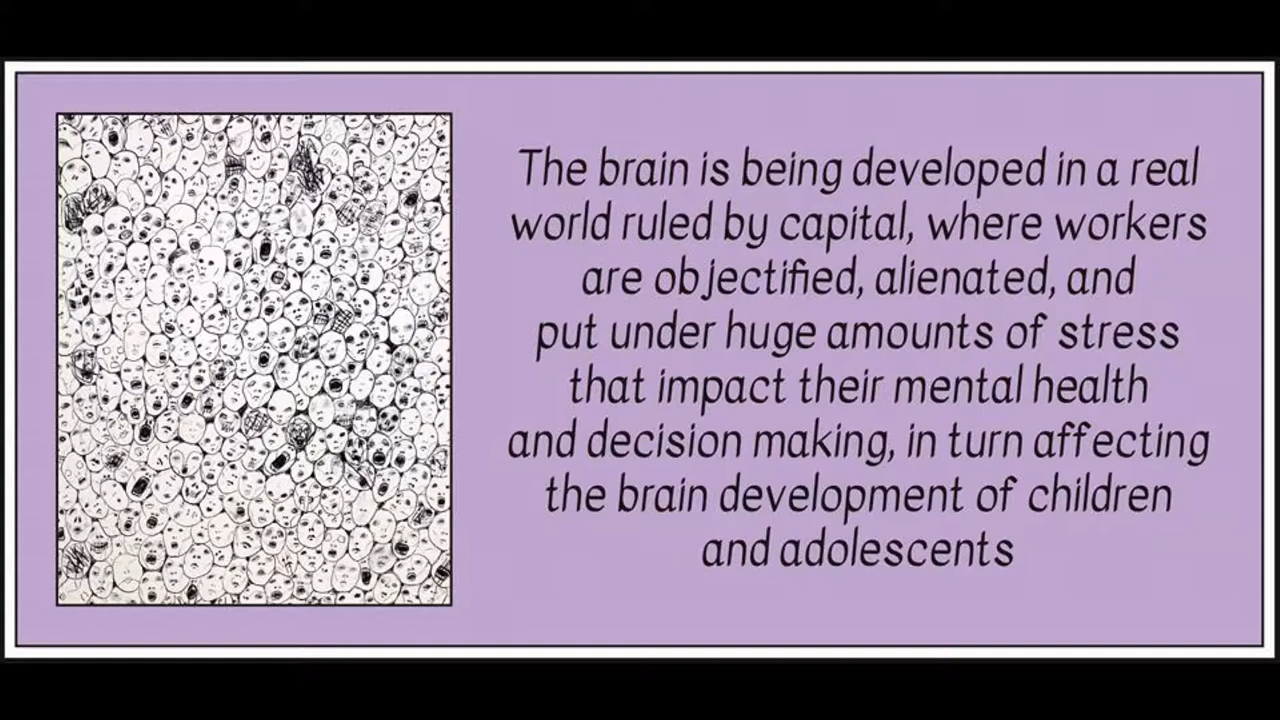 The brain is being developed in a real
world ruled by capital, where workers
are objectified, alienated, and
put under huge amounts of stress
that impact their mental health
and decision making, in turn affecting
the brain development of children
and adolescents